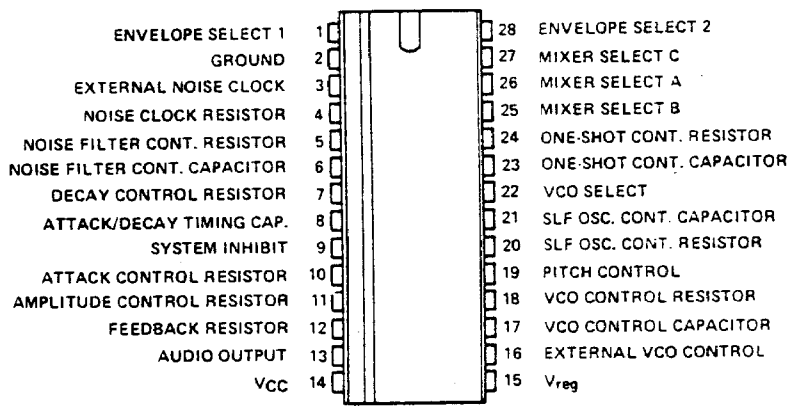 ENVELOPE SELECT 1 1
GROUND 2
EXTERNAL NOISE CLOCK 3
NOISE CLOCK RESISTOR 4
NOISE FILTER CONT. RESISTOR 5
NOISE FILTER CONT. CAPACITOR 6
DECAY CONTROL RESISTOR 7
ATTACK/DECAY TIMING CAP. 8
SYSTEM INHIBIT 9
ATTACK CONTROL RESISTOR 10
AMPLITUDE CONTROL RESISTOR 11
FEEDBACK RESISTOR 12
AUDIO OUTPUT 13
VCC 14
28 ENVELOPE SELECT 2
27 MIXER SELECT C
26 MIXER SELECT A
25 MIXER SELECT B
24 ONE-SHOT CONT. RESISTOR
23 ONE-SHOT CONT. CAPACITOR
22 VCO SELECT
21 SLF OSC. CONT. CAPACITOR
20 SLF OSC. CONT. RESISTOR
19 PITCH CONTROL
18 VCO CONTROL RESISTOR
17 VCO CONTROL CAPACITOR
16 EXTERNAL VCO CONTROL
15 Vreg